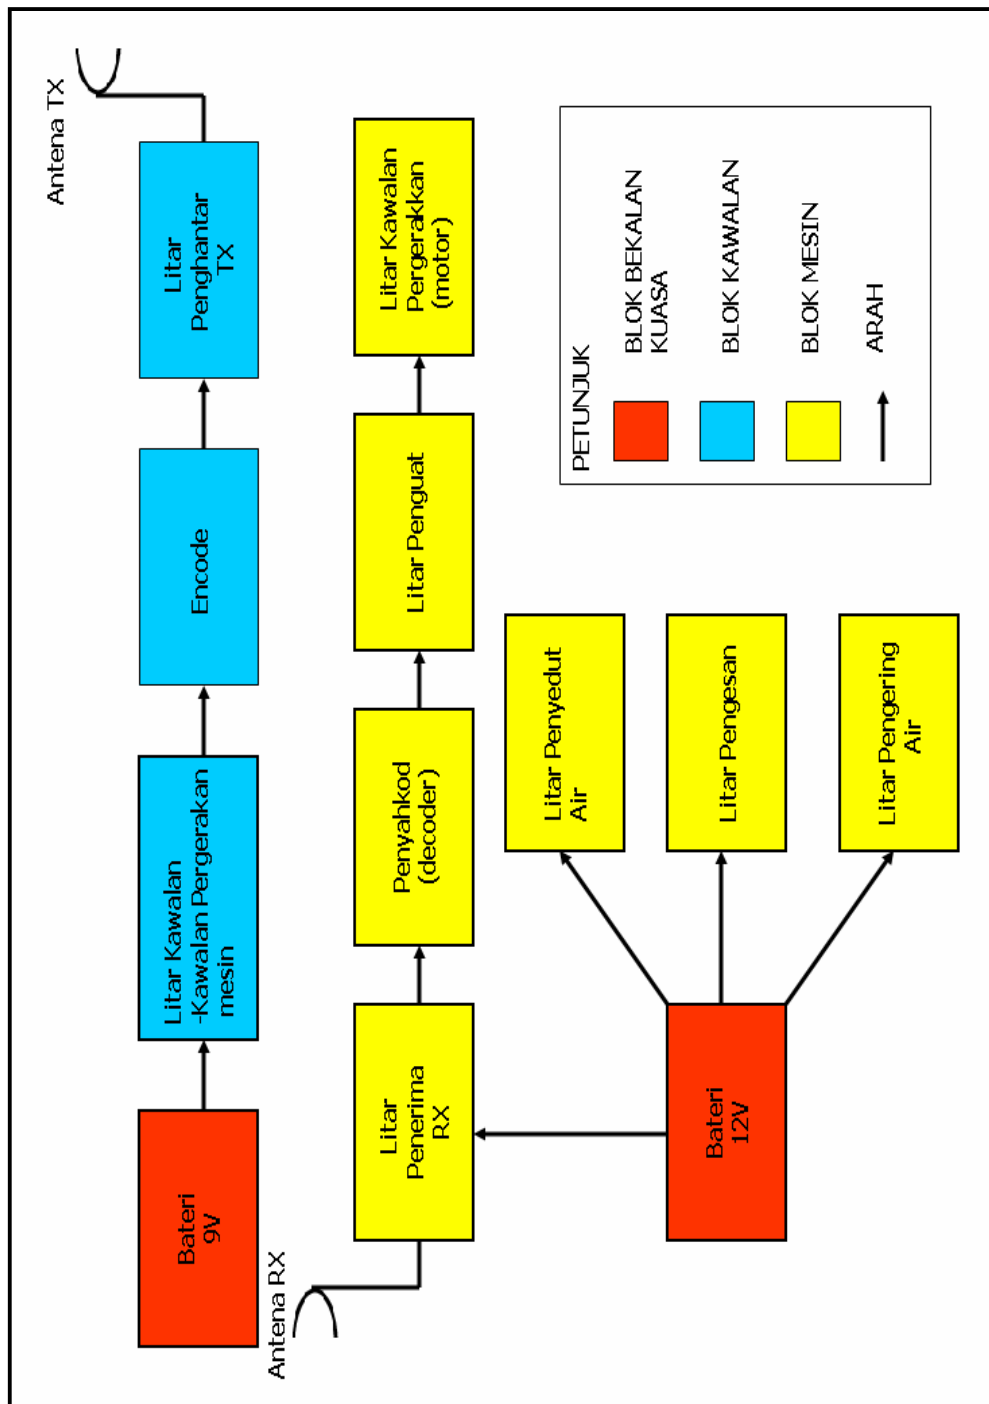 Antena TX
Bateri
9V
Litar Kawalan
-Kawalan Pergerakan
mesin
Encode
Litar
Penghantar
TX
Antena RX
Litar
Penerima
RX
Penyahkod
(decoder)
Litar Penguat
Litar Kawalan
Pergerakkan
(motor)
Bateri
12V
Litar Penyedut
Air
Litar Pengesan
Litar Pengering
Air
PETUNJUK
BLOK BEKALAN
KUASA
BLOK KAWALAN
BLOK MESIN
ARAH